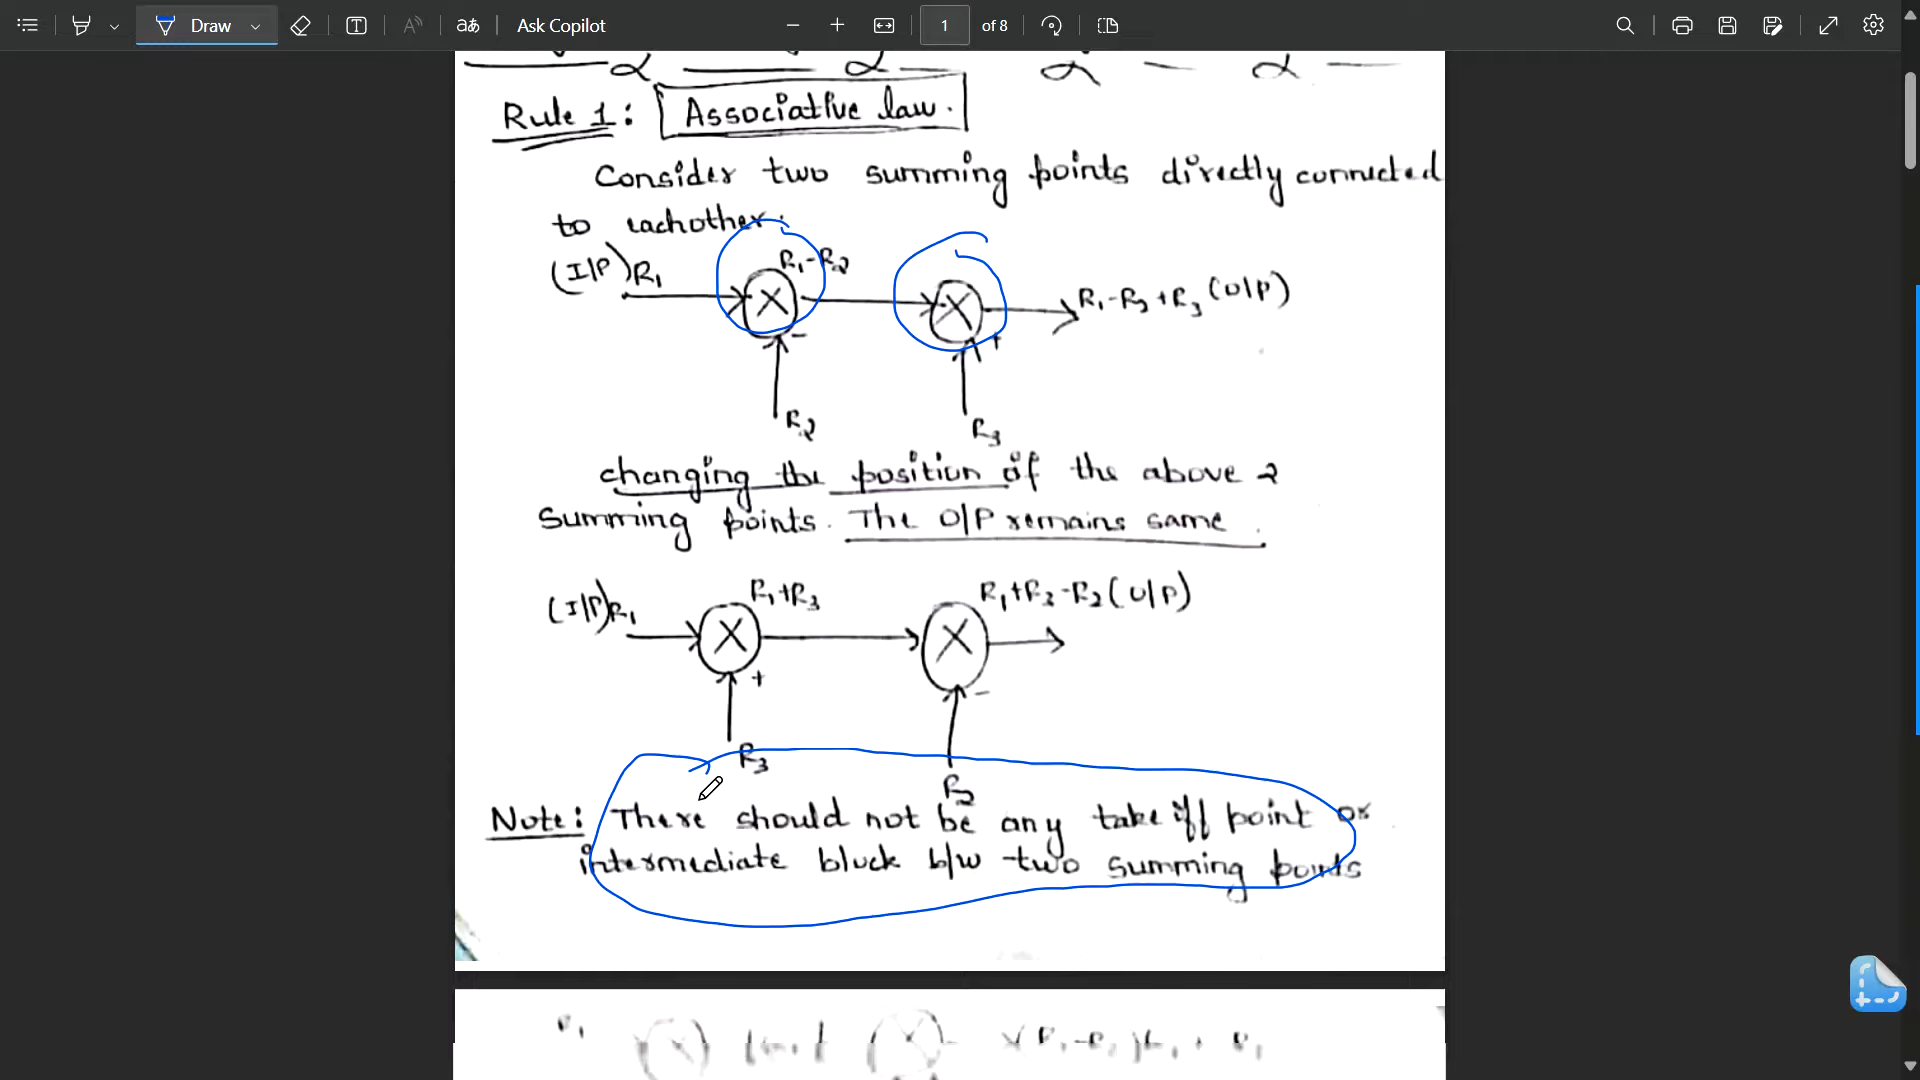 Draw
aあ
Ask Copilot
1 of 8
Rule 1: Associative law.
Consider two summing points directly connected
to eachother.
(I/P) R1
R1-R2
R1-R2+R3 (O/P)
-
+
R2
R3
changing the position of the above 2
Summing points. The O/P remains same.
(I/P) R1
R1+R3
R1+R3-R2 (O/P)
+
-
R3
R2
Note: There should not be any take off point or
intermediate block b/w two summing points